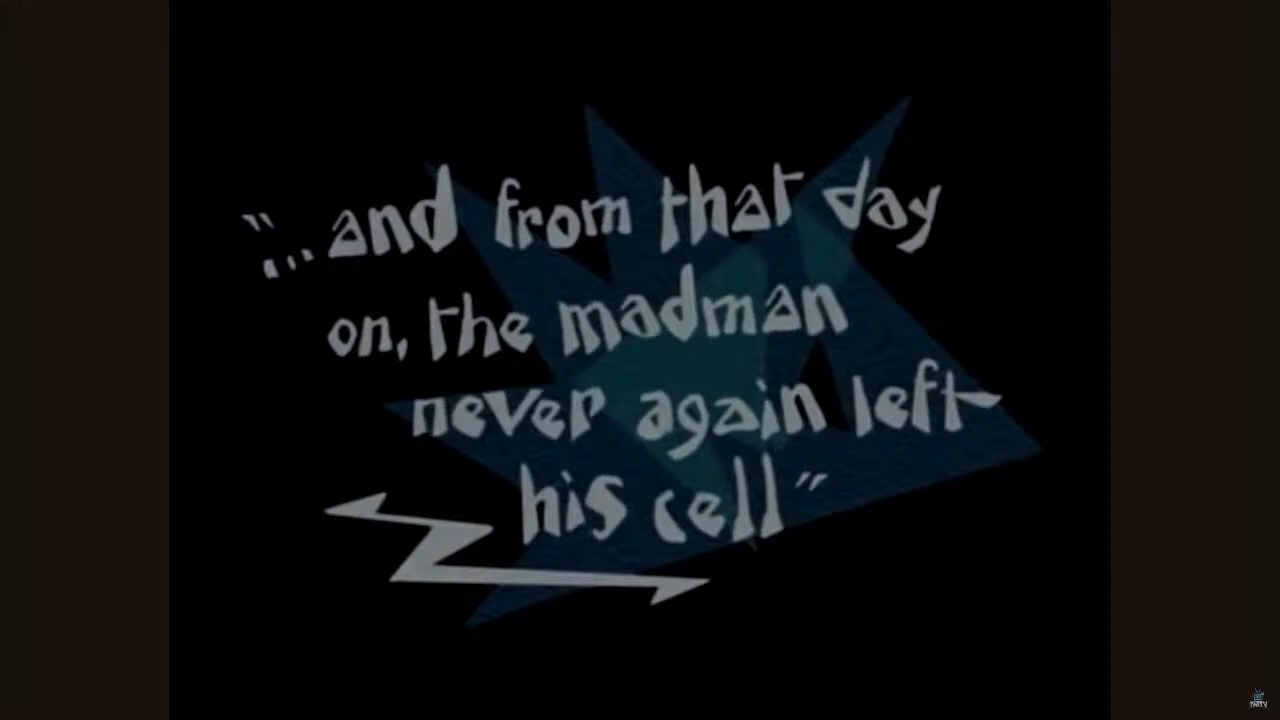 “...and from that day
on, the madman
never again left
his cell”